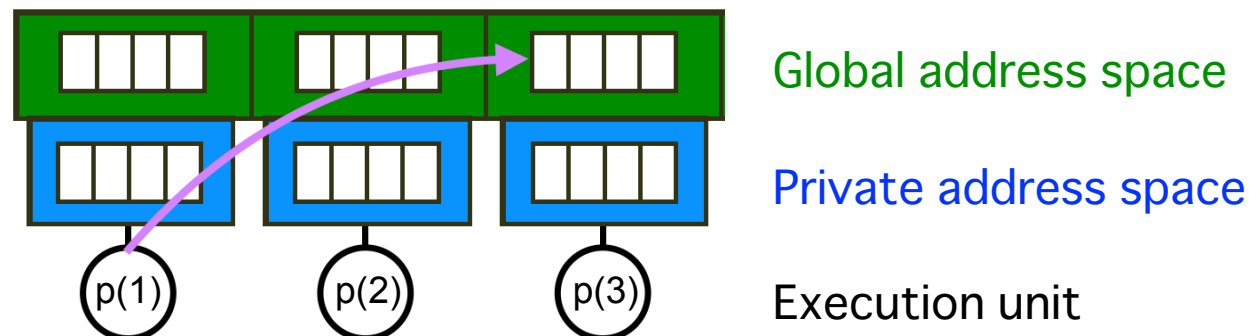 Global address space
Private address space
p(1) p(2) p(3) Execution unit